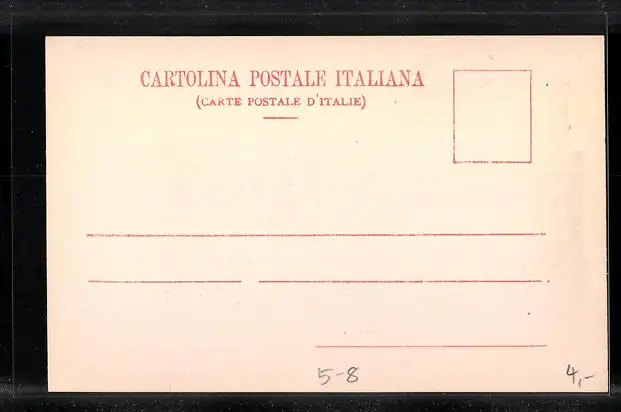 CARTOLINA POSTALE ITALIANA
(CARTE POSTALE D'ITALIE)
5-8
4,-